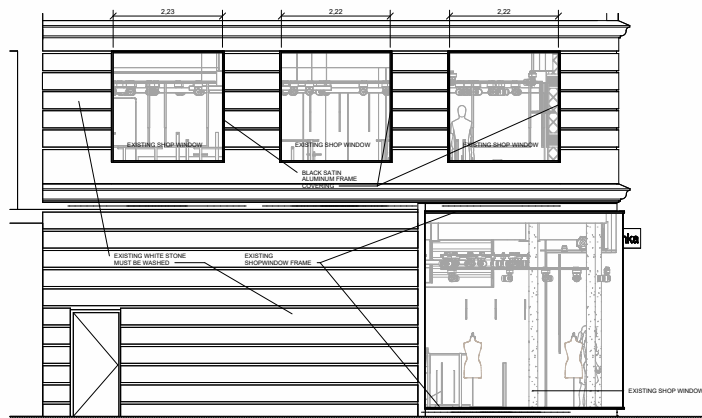 2,23 2,22 2,22
EXISTING SHOP WINDOW EXISTING SHOP WINDOW EXISTING SHOP WINDOW
BLACK SATIN
ALUMINUM FRAME
COVERING
EXISTING WHITE STONE
MUST BE WASHED
EXISTING
SHOPWINDOW FRAME
nka
EXISTING SHOP WINDOW